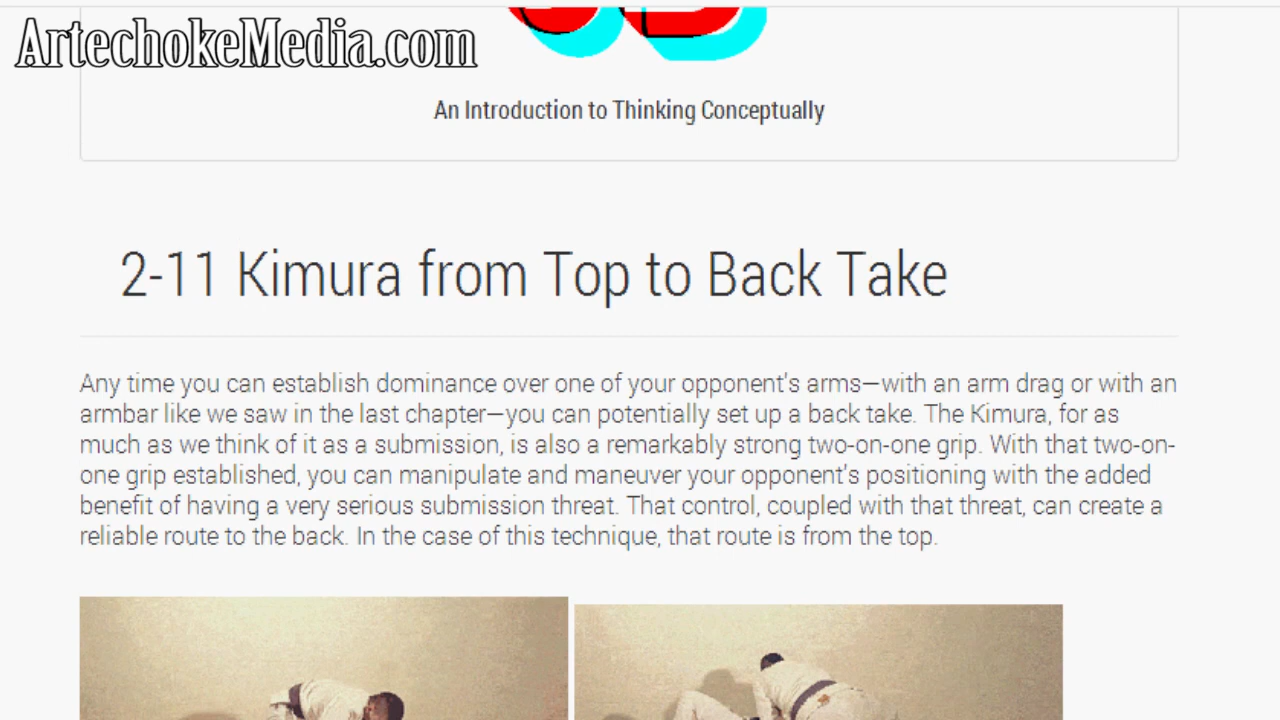 ArtechokeMedia.com
An Introduction to Thinking Conceptually
2-11 Kimura from Top to Back Take
Any time you can establish dominance over one of your opponent's arms—with an arm drag or with an
armbar like we saw in the last chapter—you can potentially set up a back take. The Kimura, for as
much as we think of it as a submission, is also a remarkably strong two-on-one grip. With that two-on-
one grip established, you can manipulate and maneuver your opponent's positioning with the added
benefit of having a very serious submission threat. That control, coupled with that threat, can create a
reliable route to the back. In the case of this technique, that route is from the top.